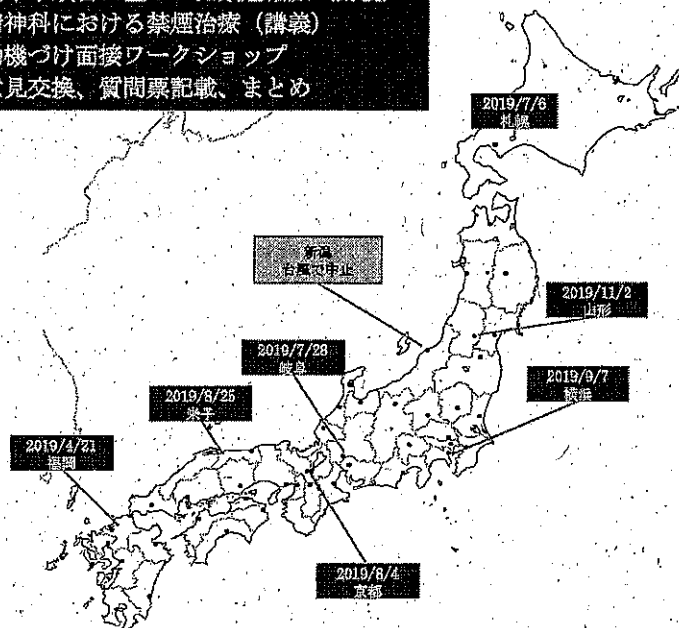 精神科における禁煙治療（講義）
動機づけ面接ワークショップ
意見交換、質問票記載、まとめ
2019/7/6
札幌
新潟
台風で中止
2019/11/2
山形
2019/7/28
岐阜
2019/9/7
横浜
2019/8/25
米子
2019/4/21
福岡
2019/8/4
京都